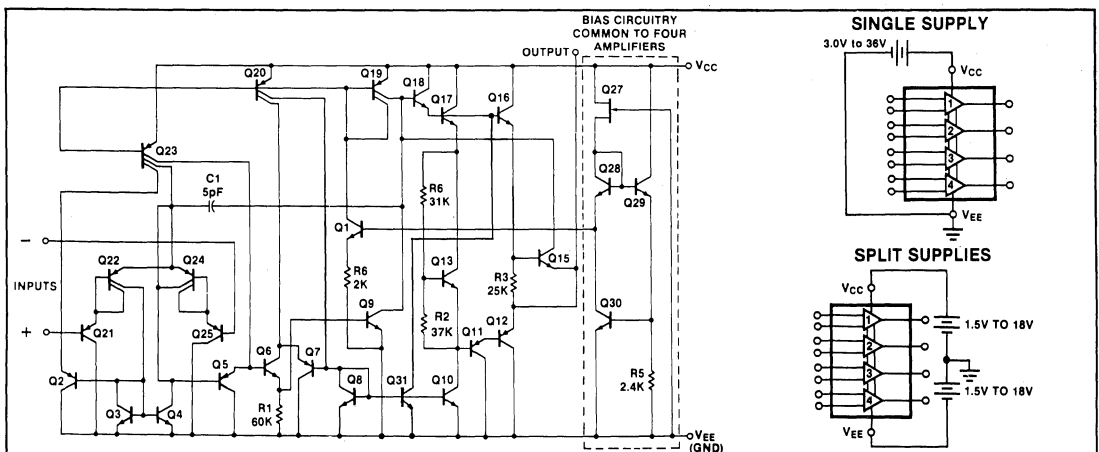 BIAS CIRCUITRY
COMMON TO FOUR
AMPLIFIERS
OUTPUT
VCC
Q20
Q19
Q18
Q17
Q16
Q27
Q23
C1
5pF
R6
31K
Q28
Q29
Q1
Q22
Q24
INPUTS
−
+
Q21
Q25
R6
2K
Q13
Q15
R3
25K
Q9
R2
37K
Q11
Q12
Q30
Q2
Q5
Q6
Q7
Q8
Q31
Q10
R5
2.4K
Q3
Q4
R1
60K
VEE
(GND)
SINGLE SUPPLY
3.0V to 36V
VCC
1
2
3
4
VEE
SPLIT SUPPLIES
VCC
1
2
3
4
1.5V TO 18V
1.5V TO 18V
VEE